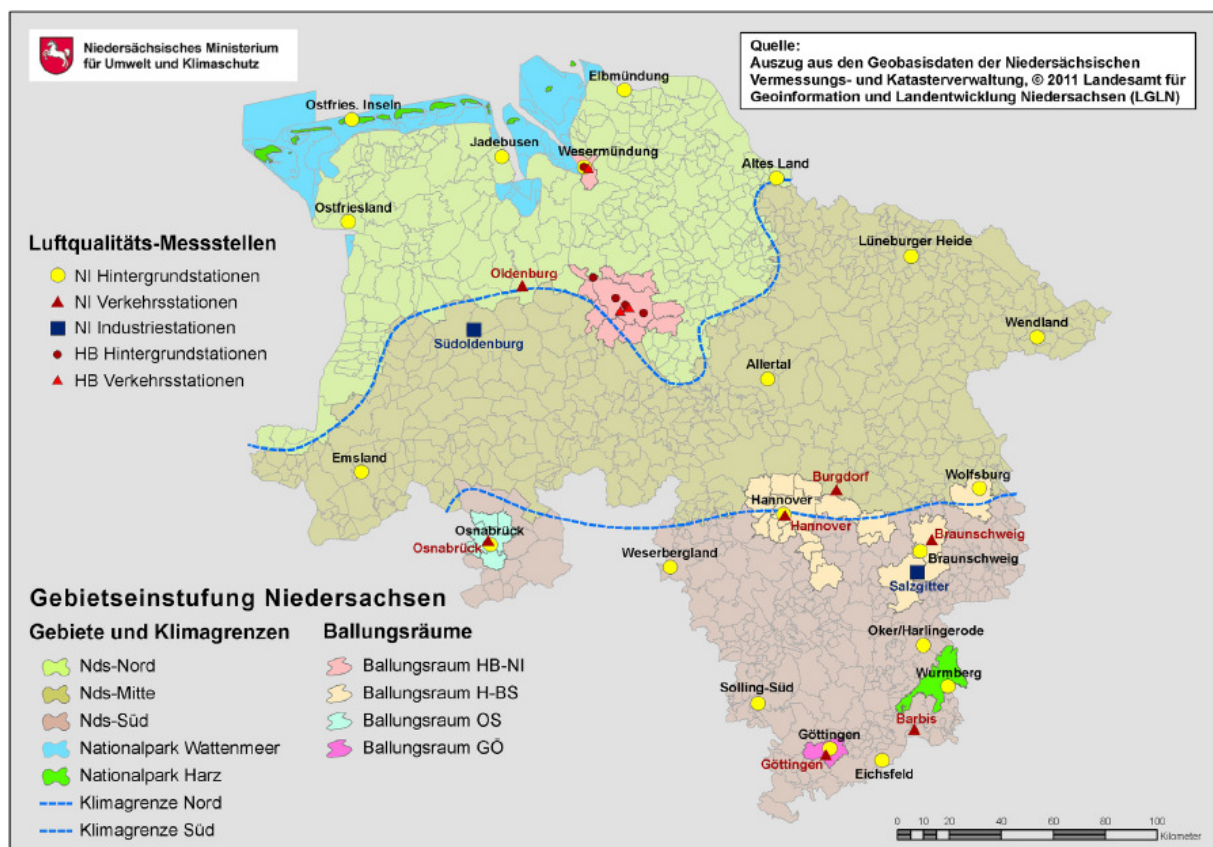 Niedersächsisches Ministerium
für Umwelt und Klimaschutz
Quelle:
Auszug aus den Geobasisdaten der Niedersächsischen
Vermessungs- und Katasterverwaltung, © 2011 Landesamt für
Geoinformation und Landentwicklung Niedersachsen (LGLN)
Elbmündung
Ostfries. Inseln
Jadebusen
Wesermündung
Altes Land
Ostfriesland
Lüneburger Heide
Oldenburg
Südoldenburg
Wendland
Allertal
Emsland
Burgdorf
Wolfsburg
Hannover
Hannover
Osnabrück
Osnabrück
Braunschweig
Braunschweig
Weserbergland
Salzgitter
Oker/Harlingerode
Wurmberg
Solling-Süd
Barbis
Göttingen
Göttingen
Eichsfeld
Luftqualitäts-Messstellen
NI Hintergrundstationen
NI Verkehrsstationen
NI Industriestationen
HB Hintergrundstationen
HB Verkehrsstationen
Gebietseinstufung Niedersachsen
Gebiete und Klimagrenzen
Nds-Nord
Nds-Mitte
Nds-Süd
Nationalpark Wattenmeer
Nationalpark Harz
Klimagrenze Nord
Klimagrenze Süd
Ballungsräume
Ballungsraum HB-NI
Ballungsraum H-BS
Ballungsraum OS
Ballungsraum GÖ
0 10 20 40 60 80 100
Kilometer